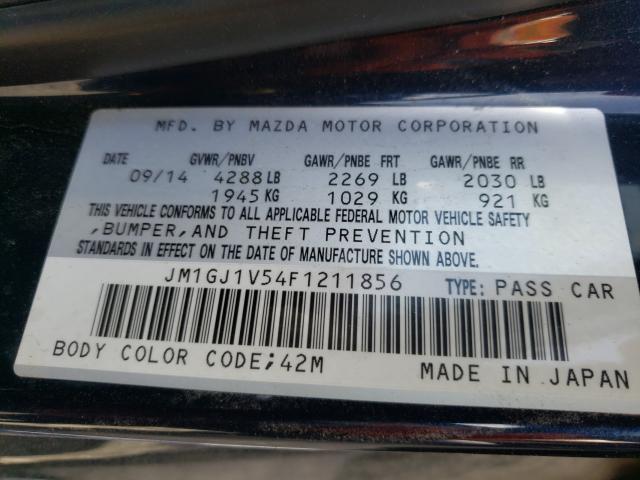 MFD. BY MAZDA MOTOR CORPORATION
DATE GVWR/PNBV GAWR/PNBE FRT GAWR/PNBE RR
09/14 4288 LB 2269 LB 2030 LB
1945 KG 1029 KG 921 KG
THIS VEHICLE CONFORMS TO ALL APPLICABLE FEDERAL MOTOR VEHICLE SAFETY
,BUMPER,AND THEFT PREVENTION
STANDARDS IN EFFECT ON THE DATE OF MANUFACTURE SHOWN ABOVE.
JM1GJ1V54F1211856 TYPE: PASS CAR
BODY COLOR CODE;42M MADE IN JAPAN